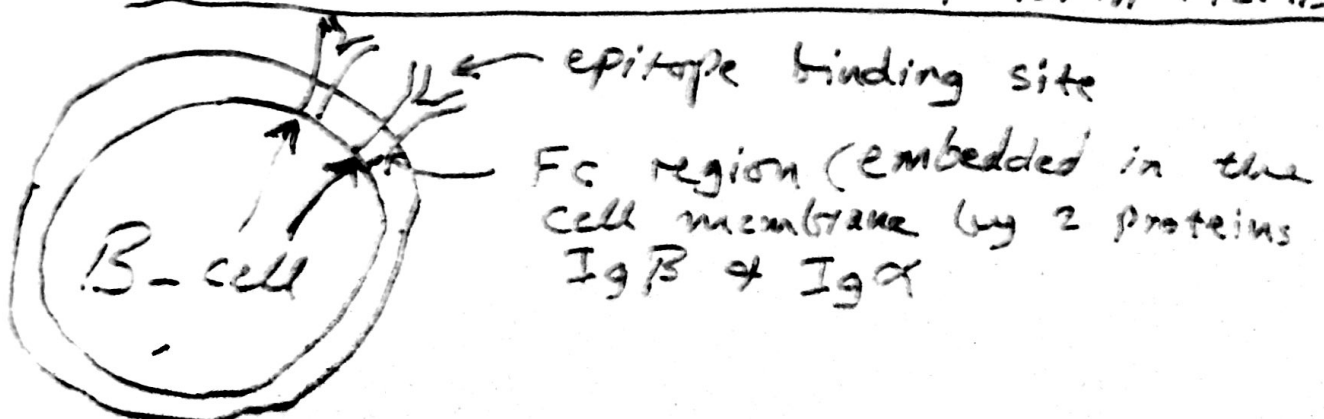 epitope binding site
Fc region (embedded in the
cell membrane by 2 proteins
Igβ & Igα
B-cell